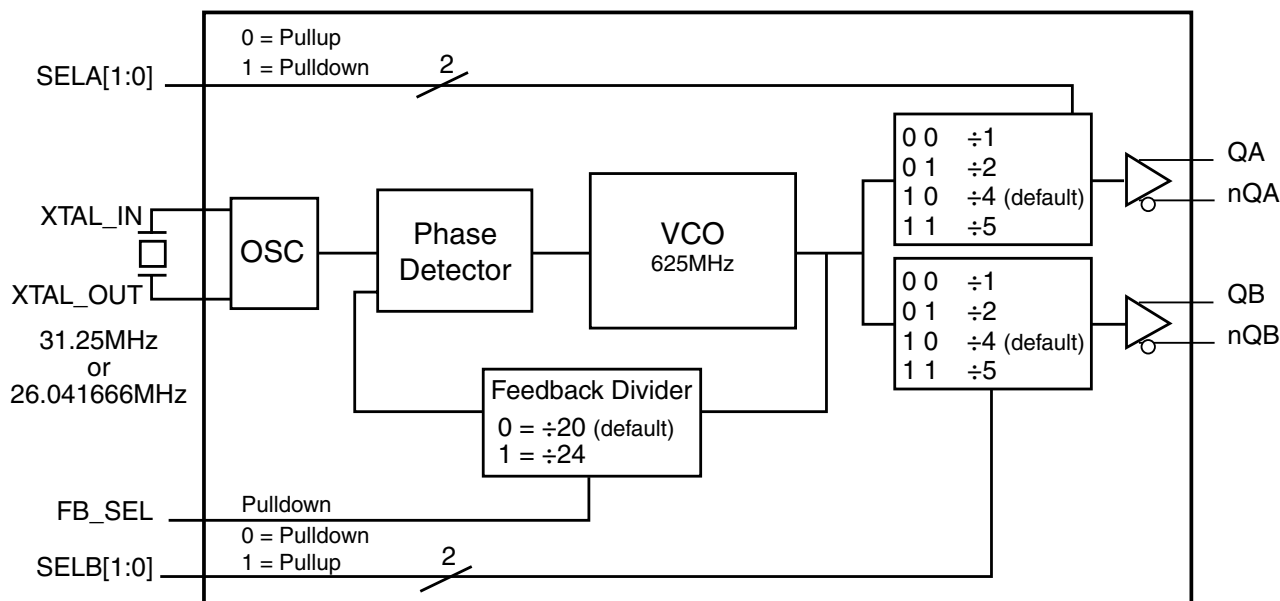 0 = Pullup
1 = Pulldown
2
SELA[1:0]
0 0 ÷1
0 1 ÷2
1 0 ÷4 (default)
1 1 ÷5
QA
nQA
XTAL_IN
OSC
Phase
Detector
VCO
625MHz
XTAL_OUT
31.25MHz
or
26.041666MHz
0 0 ÷1
0 1 ÷2
1 0 ÷4 (default)
1 1 ÷5
QB
nQB
Feedback Divider
0 = ÷20 (default)
1 = ÷24
FB_SEL
Pulldown
0 = Pulldown
1 = Pullup
2
SELB[1:0]